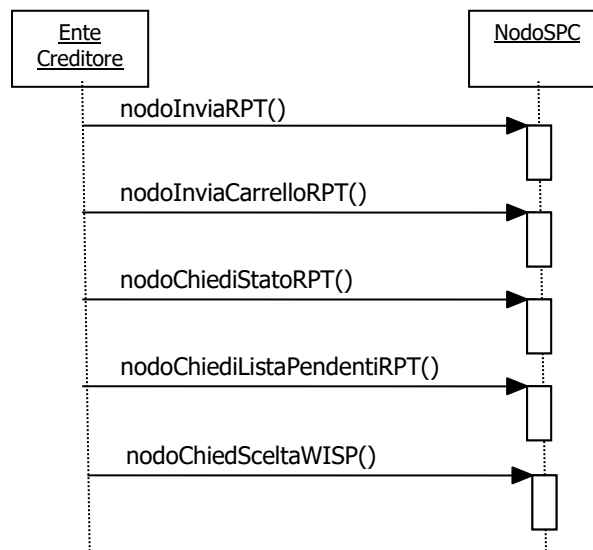 Ente
Creditore
NodoSPC
nodoInviaRPT()
nodoInviaCarrelloRPT()
nodoChiediStatoRPT()
nodoChiediListaPendentiRPT()
nodoChiedSceltaWISP()